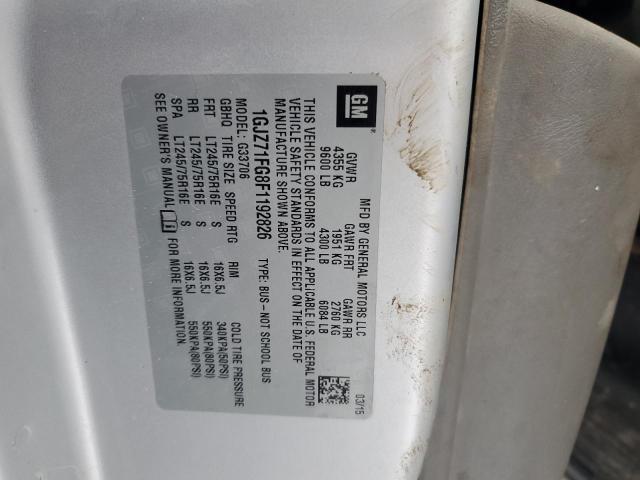 GM ®
MFD BY GENERAL MOTORS LLC
03/15
GVWR GAWR FRT GAWR RR
4355 KG 1951 KG 2760 KG
9600 LB 4300 LB 6084 LB
THIS VEHICLE CONFORMS TO ALL APPLICABLE U.S. FEDERAL MOTOR
VEHICLE SAFETY STANDARDS IN EFFECT ON THE DATE OF
MANUFACTURE SHOWN ABOVE.
1GJZ71FG8F1192826 TYPE: BUS-NOT SCHOOL BUS
MODEL: G33706
GBHQ TIRE SIZE SPEED RTG RIM COLD TIRE PRESSURE
FRT LT245/75R16E S 16X6.5J 340KPA(50PSI)
RR LT245/75R16E S 16X6.5J 550KPA(80PSI)
SPA LT245/75R16E S 16X6.5J 550KPA(80PSI)
SEE OWNER'S MANUAL FOR MORE INFORMATION.